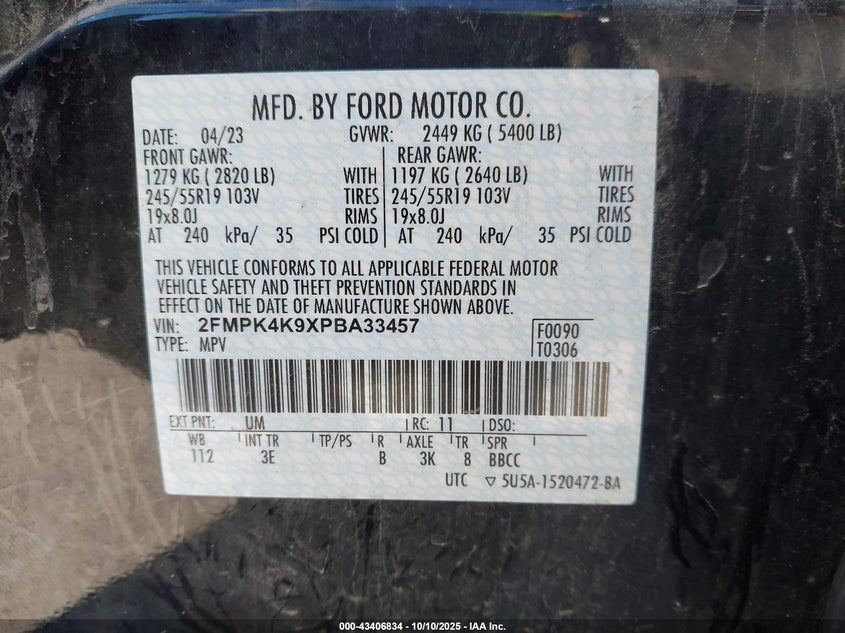 MFD. BY FORD MOTOR CO.
DATE: 04/23 GVWR: 2449 KG ( 5400 LB)
FRONT GAWR: REAR GAWR:
1279 KG ( 2820 LB) WITH 1197 KG ( 2640 LB) WITH
245/55R19 103V TIRES 245/55R19 103V TIRES
19x8.0J RIMS 19x8.0J RIMS
AT 240 kPa/ 35 PSI COLD AT 240 kPa/ 35 PSI COLD
THIS VEHICLE CONFORMS TO ALL APPLICABLE FEDERAL MOTOR
VEHICLE SAFETY AND THEFT PREVENTION STANDARDS IN
EFFECT ON THE DATE OF MANUFACTURE SHOWN ABOVE.
VIN: 2FMPK4K9XPBA33457 F0090
TYPE: MPV T0306
EXT PNT: UM RC: 11 DSO:
WB INT TR TP/PS R AXLE TR SPR
112 3E B 3K 8 BBCC
UTC ▽ 5U5A-1520472-BA
000-43406834 - 10/10/2025 - IAA Inc.